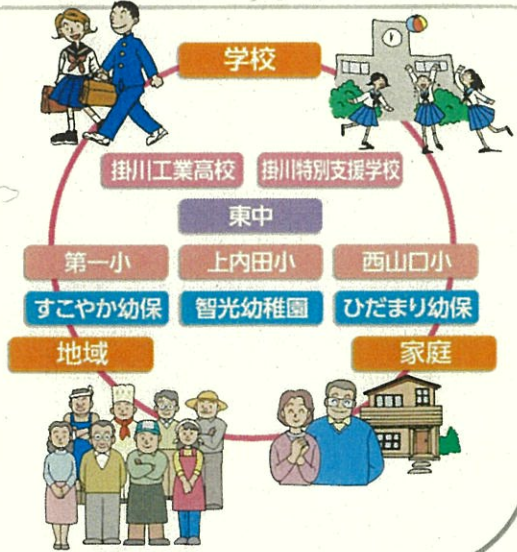 学校
掛川工業高校 掛川特別支援学校
東中
第一小 上内田小 西山口小
すこやか幼保 智光幼稚園 ひだまり幼保
地域 家庭